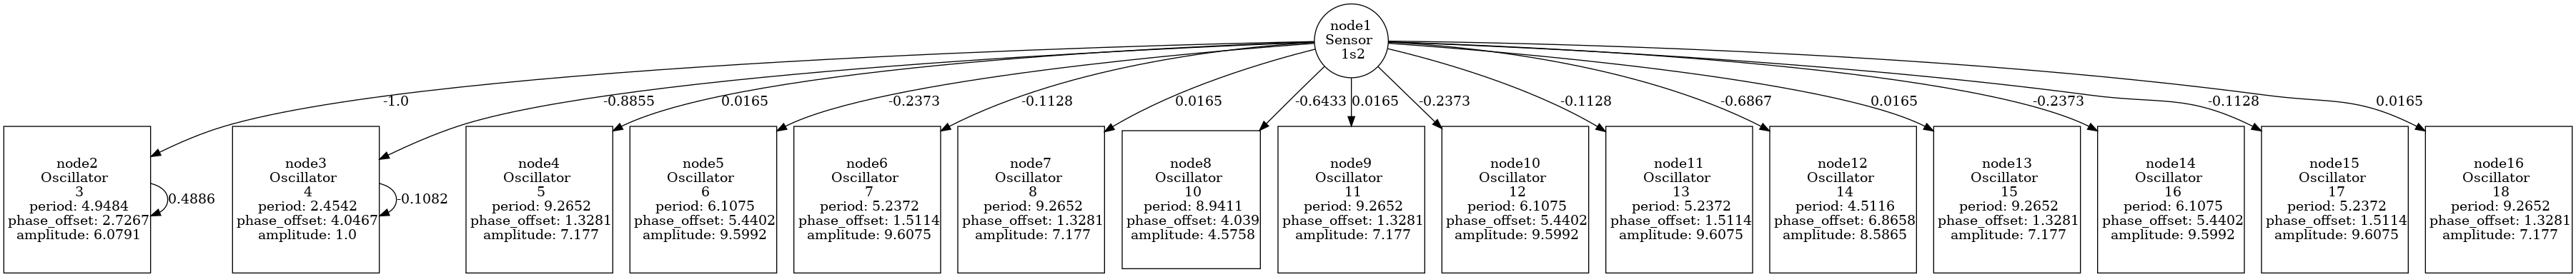 node1
Sensor
1s2
-1.0
-0.8855
0.0165
-0.2373
-0.1128
0.0165
-0.6433
0.0165
-0.2373
-0.1128
-0.6867
0.0165
-0.2373
-0.1128
0.0165
node2
Oscillator
3
period: 4.9484
phase_offset: 2.7267
amplitude: 6.0791
0.4886
node3
Oscillator
4
period: 2.4542
phase_offset: 4.0467
amplitude: 1.0
-0.1082
node4
Oscillator
5
period: 9.2652
phase_offset: 1.3281
amplitude: 7.177
node5
Oscillator
6
period: 6.1075
phase_offset: 5.4402
amplitude: 9.5992
node6
Oscillator
7
period: 5.2372
phase_offset: 1.5114
amplitude: 9.6075
node7
Oscillator
8
period: 9.2652
phase_offset: 1.3281
amplitude: 7.177
node8
Oscillator
10
period: 8.9411
phase_offset: 4.039
amplitude: 4.5758
node9
Oscillator
11
period: 9.2652
phase_offset: 1.3281
amplitude: 7.177
node10
Oscillator
12
period: 6.1075
phase_offset: 5.4402
amplitude: 9.5992
node11
Oscillator
13
period: 5.2372
phase_offset: 1.5114
amplitude: 9.6075
node12
Oscillator
14
period: 4.5116
phase_offset: 6.8658
amplitude: 8.5865
node13
Oscillator
15
period: 9.2652
phase_offset: 1.3281
amplitude: 7.177
node14
Oscillator
16
period: 6.1075
phase_offset: 5.4402
amplitude: 9.5992
node15
Oscillator
17
period: 5.2372
phase_offset: 1.5114
amplitude: 9.6075
node16
Oscillator
18
period: 9.2652
phase_offset: 1.3281
amplitude: 7.177